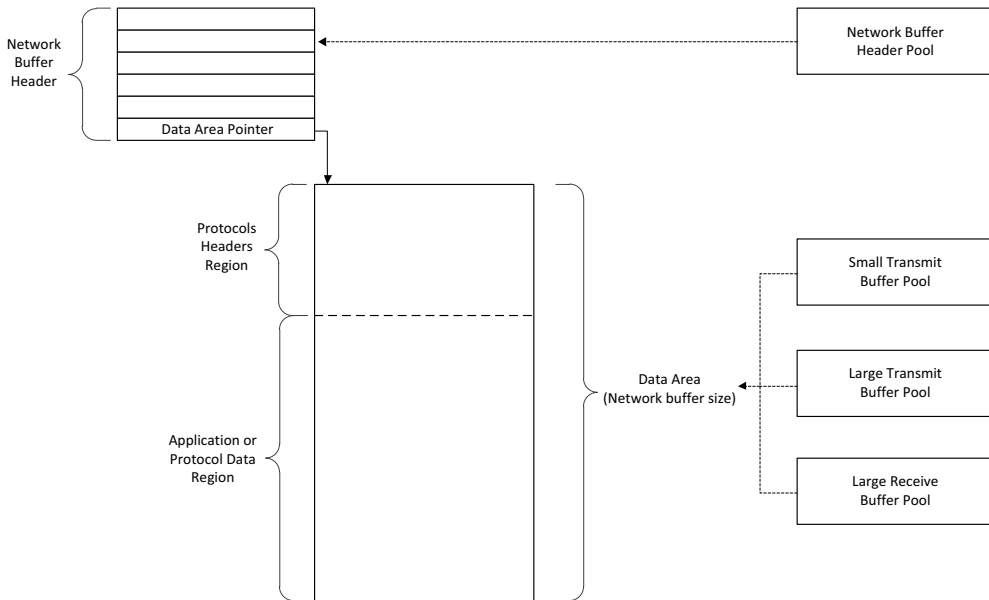 Network
Buffer
Header
Data Area Pointer
Network Buffer
Header Pool
Protocols
Headers
Region
Application or
Protocol Data
Region
Data Area
(Network buffer size)
Small Transmit
Buffer Pool
Large Transmit
Buffer Pool
Large Receive
Buffer Pool